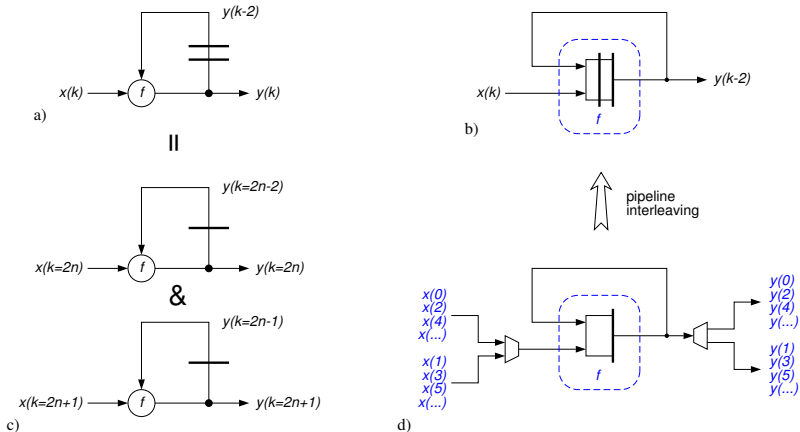 y(k-2)
x(k)
f
y(k)
a)
=
y(k=2n-2)
x(k=2n)
f
y(k=2n)
&
y(k=2n-1)
x(k=2n+1)
f
y(k=2n+1)
c)
x(k)
y(k-2)
b)
f
pipeline
interleaving
x(0)
x(2)
x(4)
x(...)
x(1)
x(3)
x(5)
x(...)
f
y(0)
y(2)
y(4)
y(...)
y(1)
y(3)
y(5)
y(...)
d)